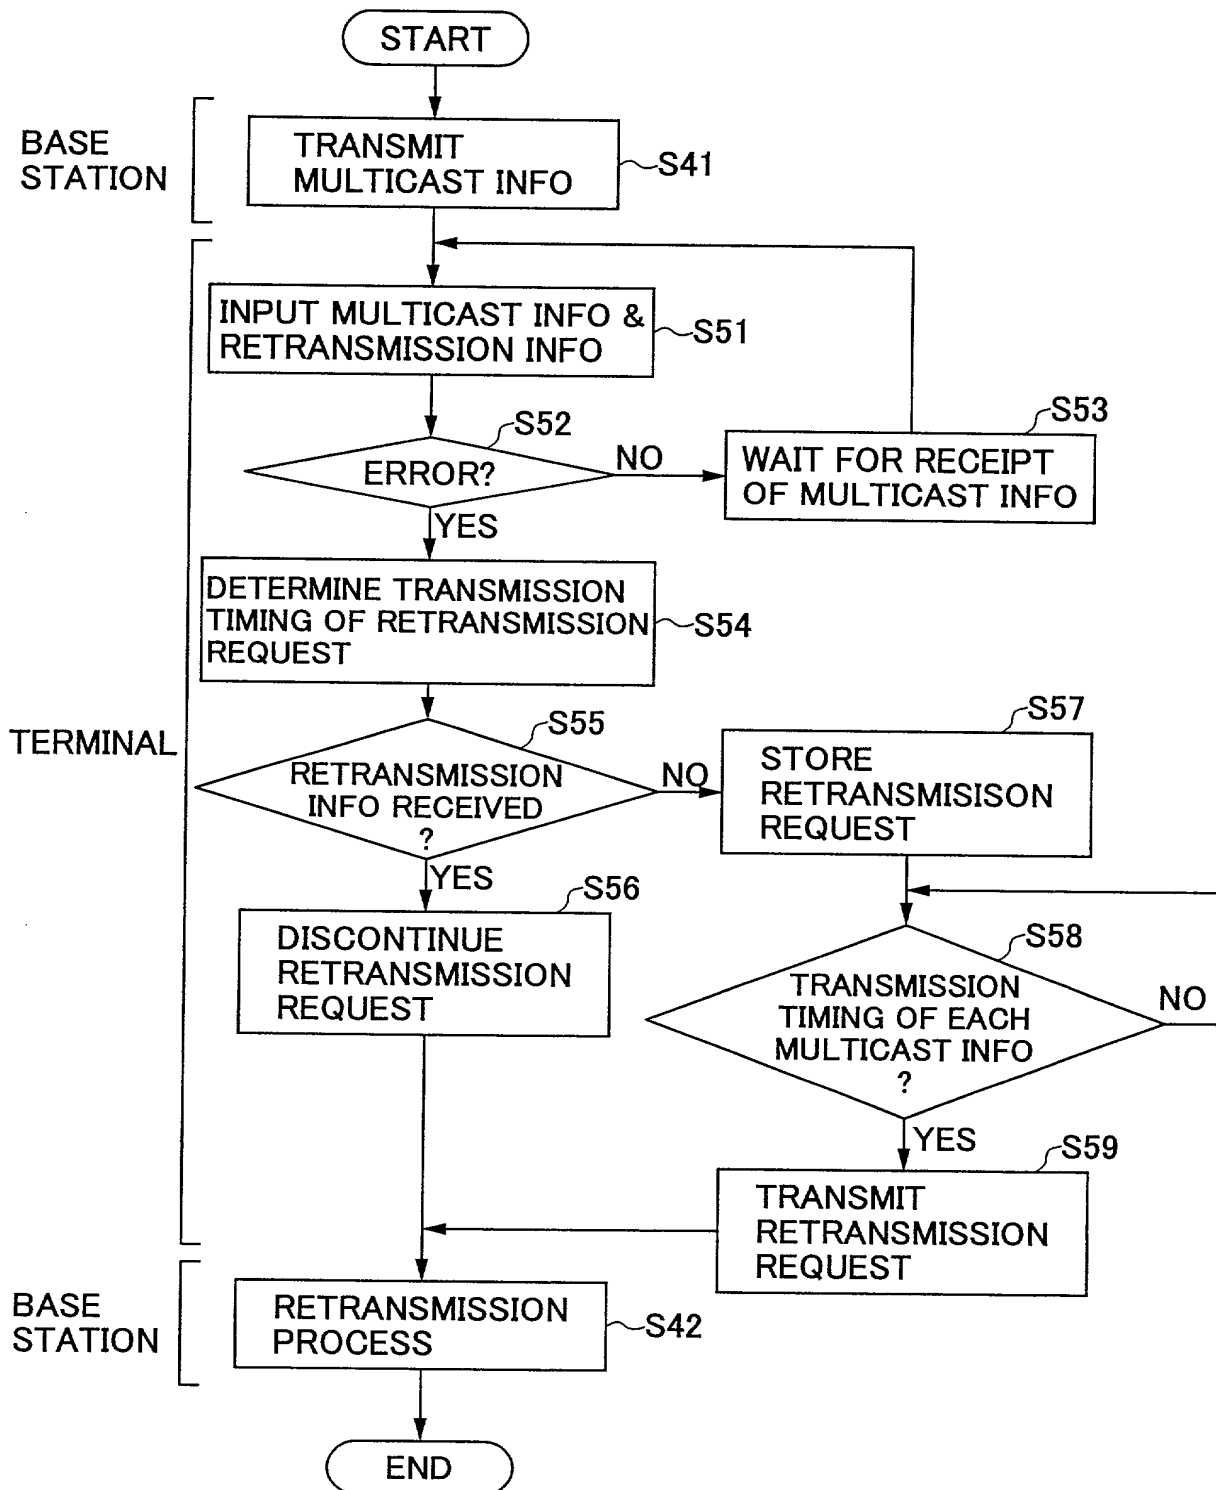 START
BASE
STATION
TRANSMIT
MULTICAST INFO
S41
INPUT MULTICAST INFO &
RETRANSMISSION INFO
S51
S52
ERROR?
NO
YES
S53
WAIT FOR RECEIPT
OF MULTICAST INFO
DETERMINE TRANSMISSION
TIMING OF RETRANSMISSION
REQUEST
S54
TERMINAL
S55
RETRANSMISSION
INFO RECEIVED
?
NO
YES
S57
STORE
RETRANSMISISON
REQUEST
S56
DISCONTINUE
RETRANSMISSION
REQUEST
S58
TRANSMISSION
TIMING OF EACH
MULTICAST INFO
?
NO
YES
S59
TRANSMIT
RETRANSMISSION
REQUEST
BASE
STATION
RETRANSMISSION
PROCESS
S42
END